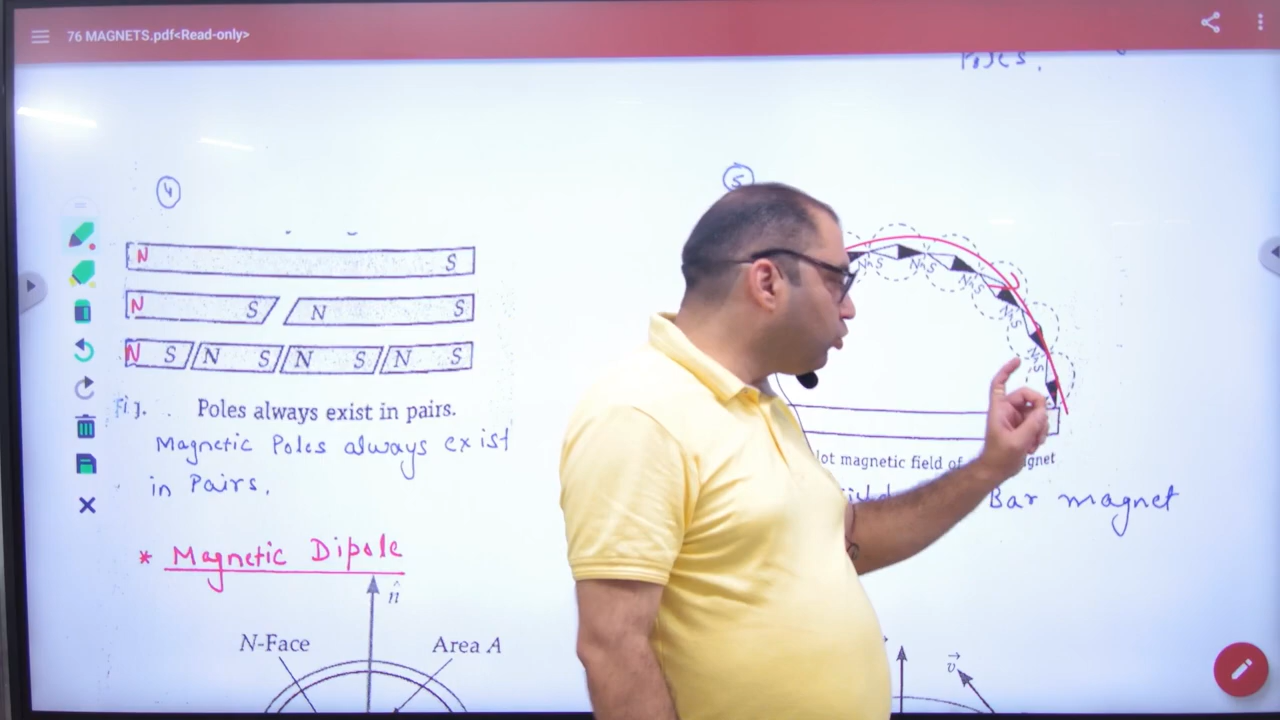 76 MAGNETS.pdf<Read-only>
Poles.
4
5
N S
N S N S
N S N S N S N S
Fig. Poles always exist in pairs.
Magnetic Poles always exist
in Pairs.
* Magnetic Dipole
n̂
N-Face Area A
N S N S N S N S N S
lot magnetic field of
Bar magnet
v⃗